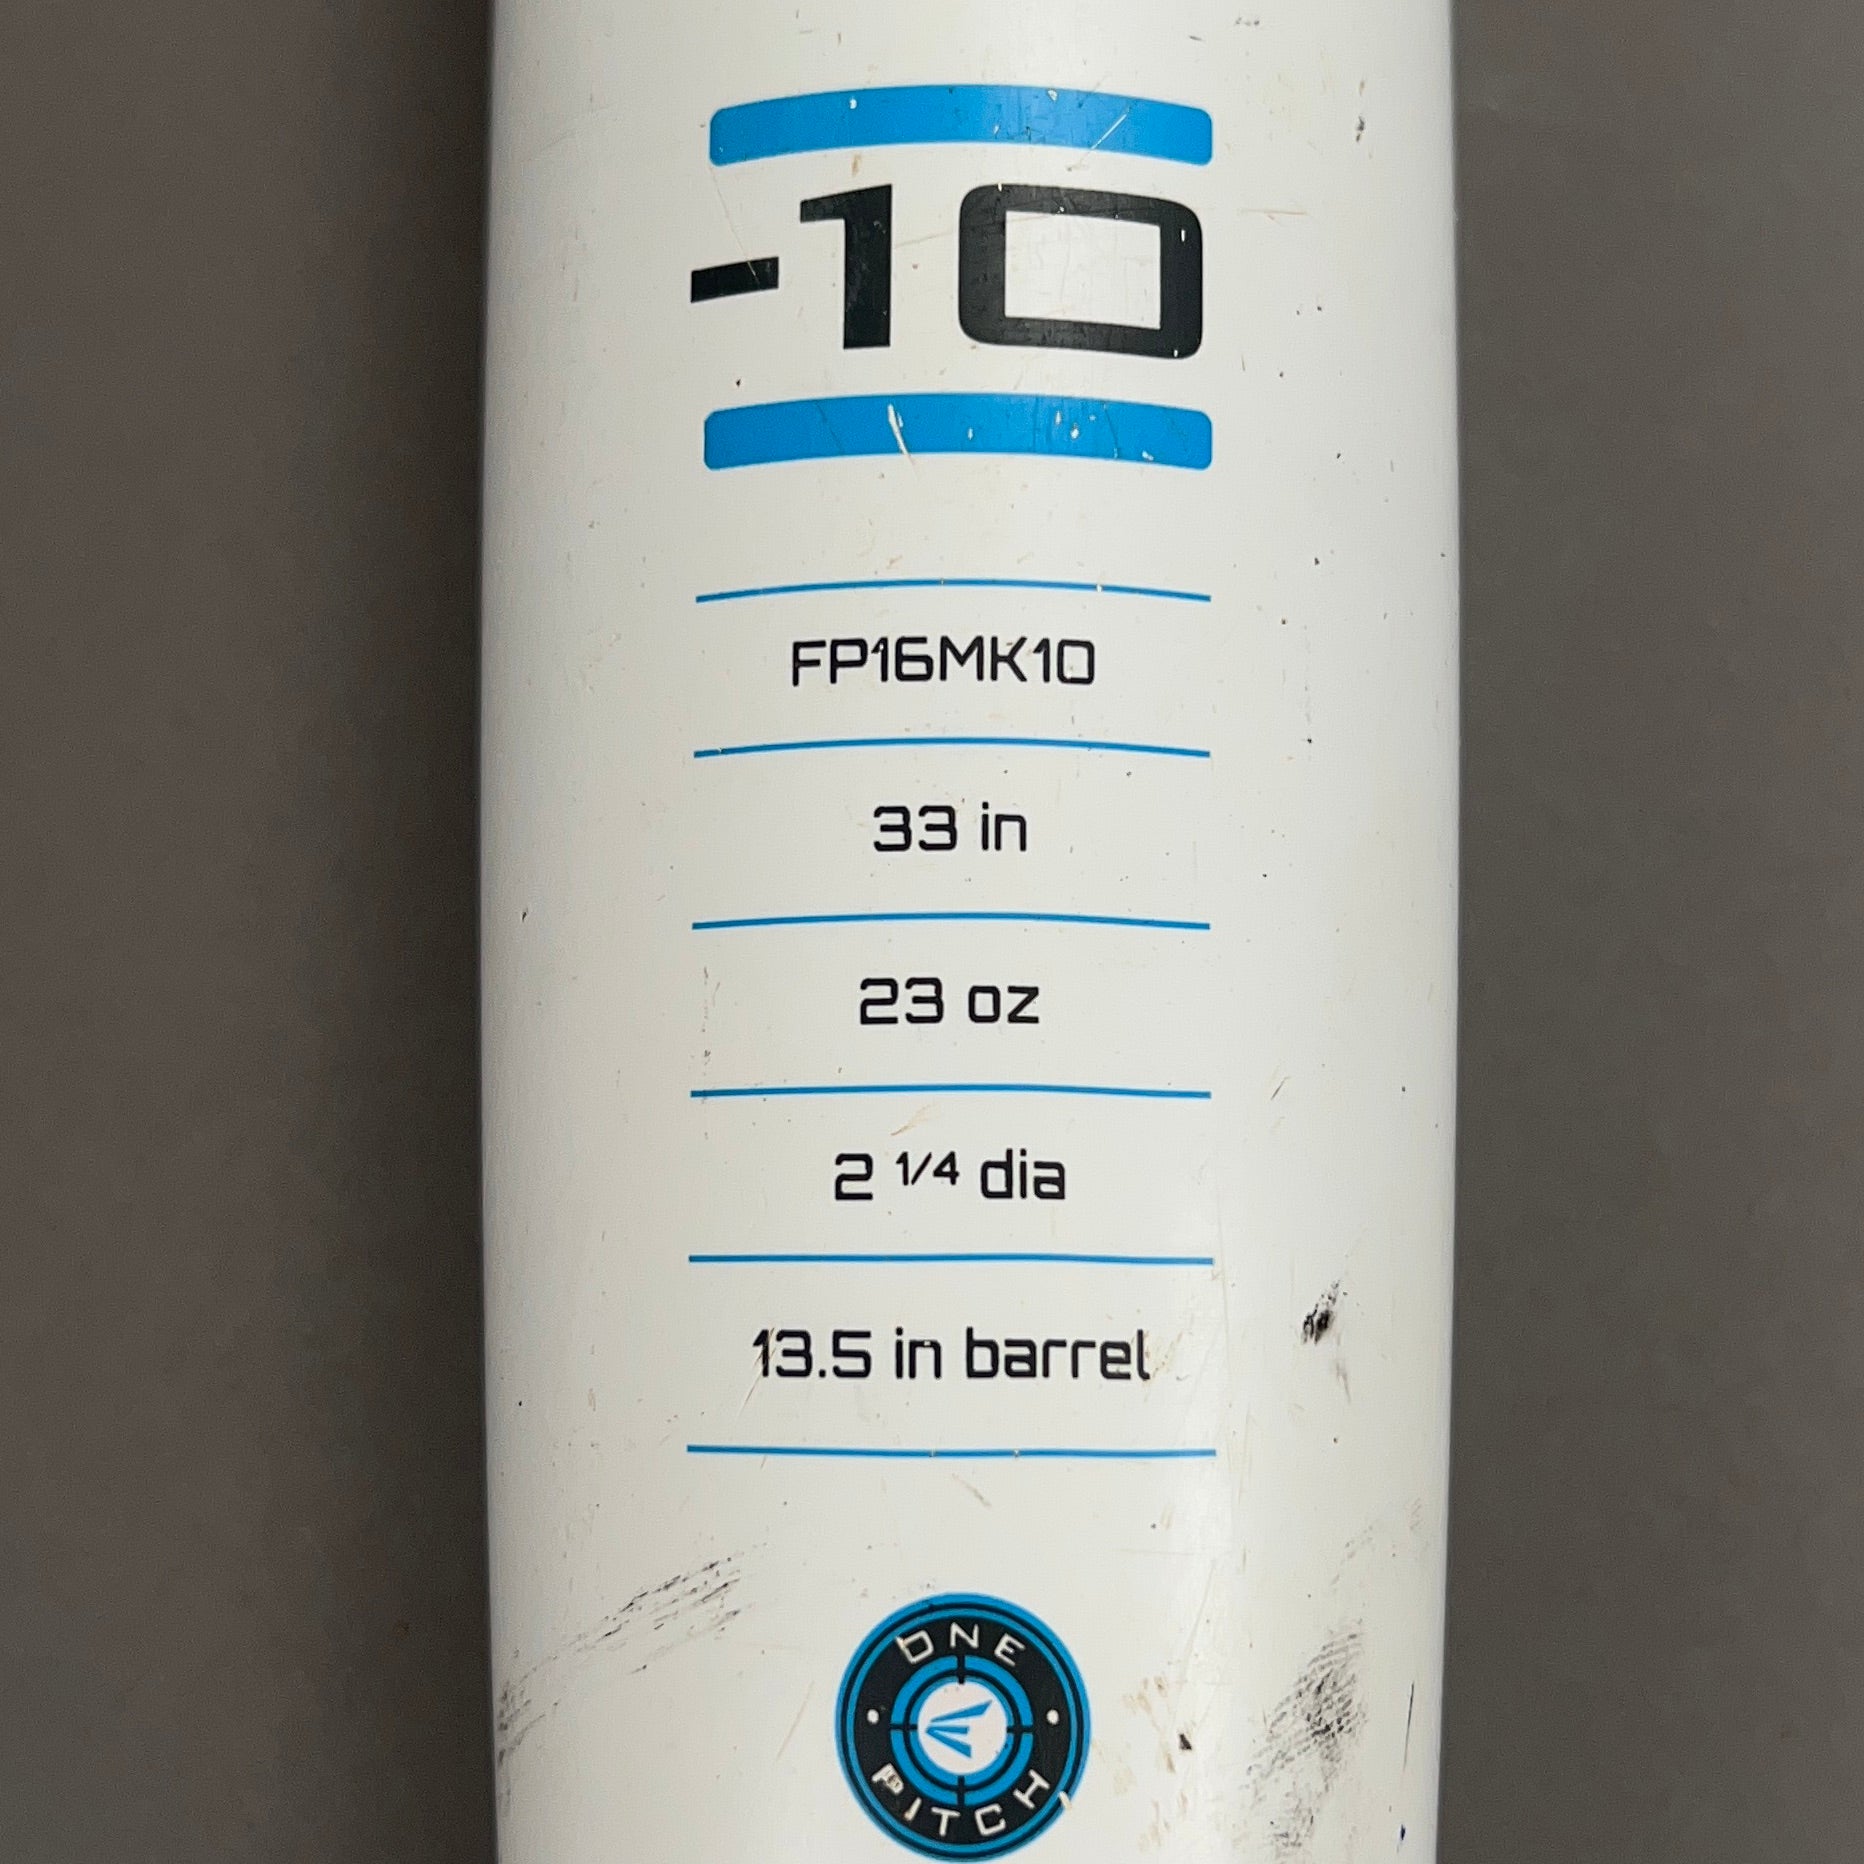 -10
FP16MK10
33 in
23 oz
2 1/4 dia
13.5 in barrel
ONE
PITCH